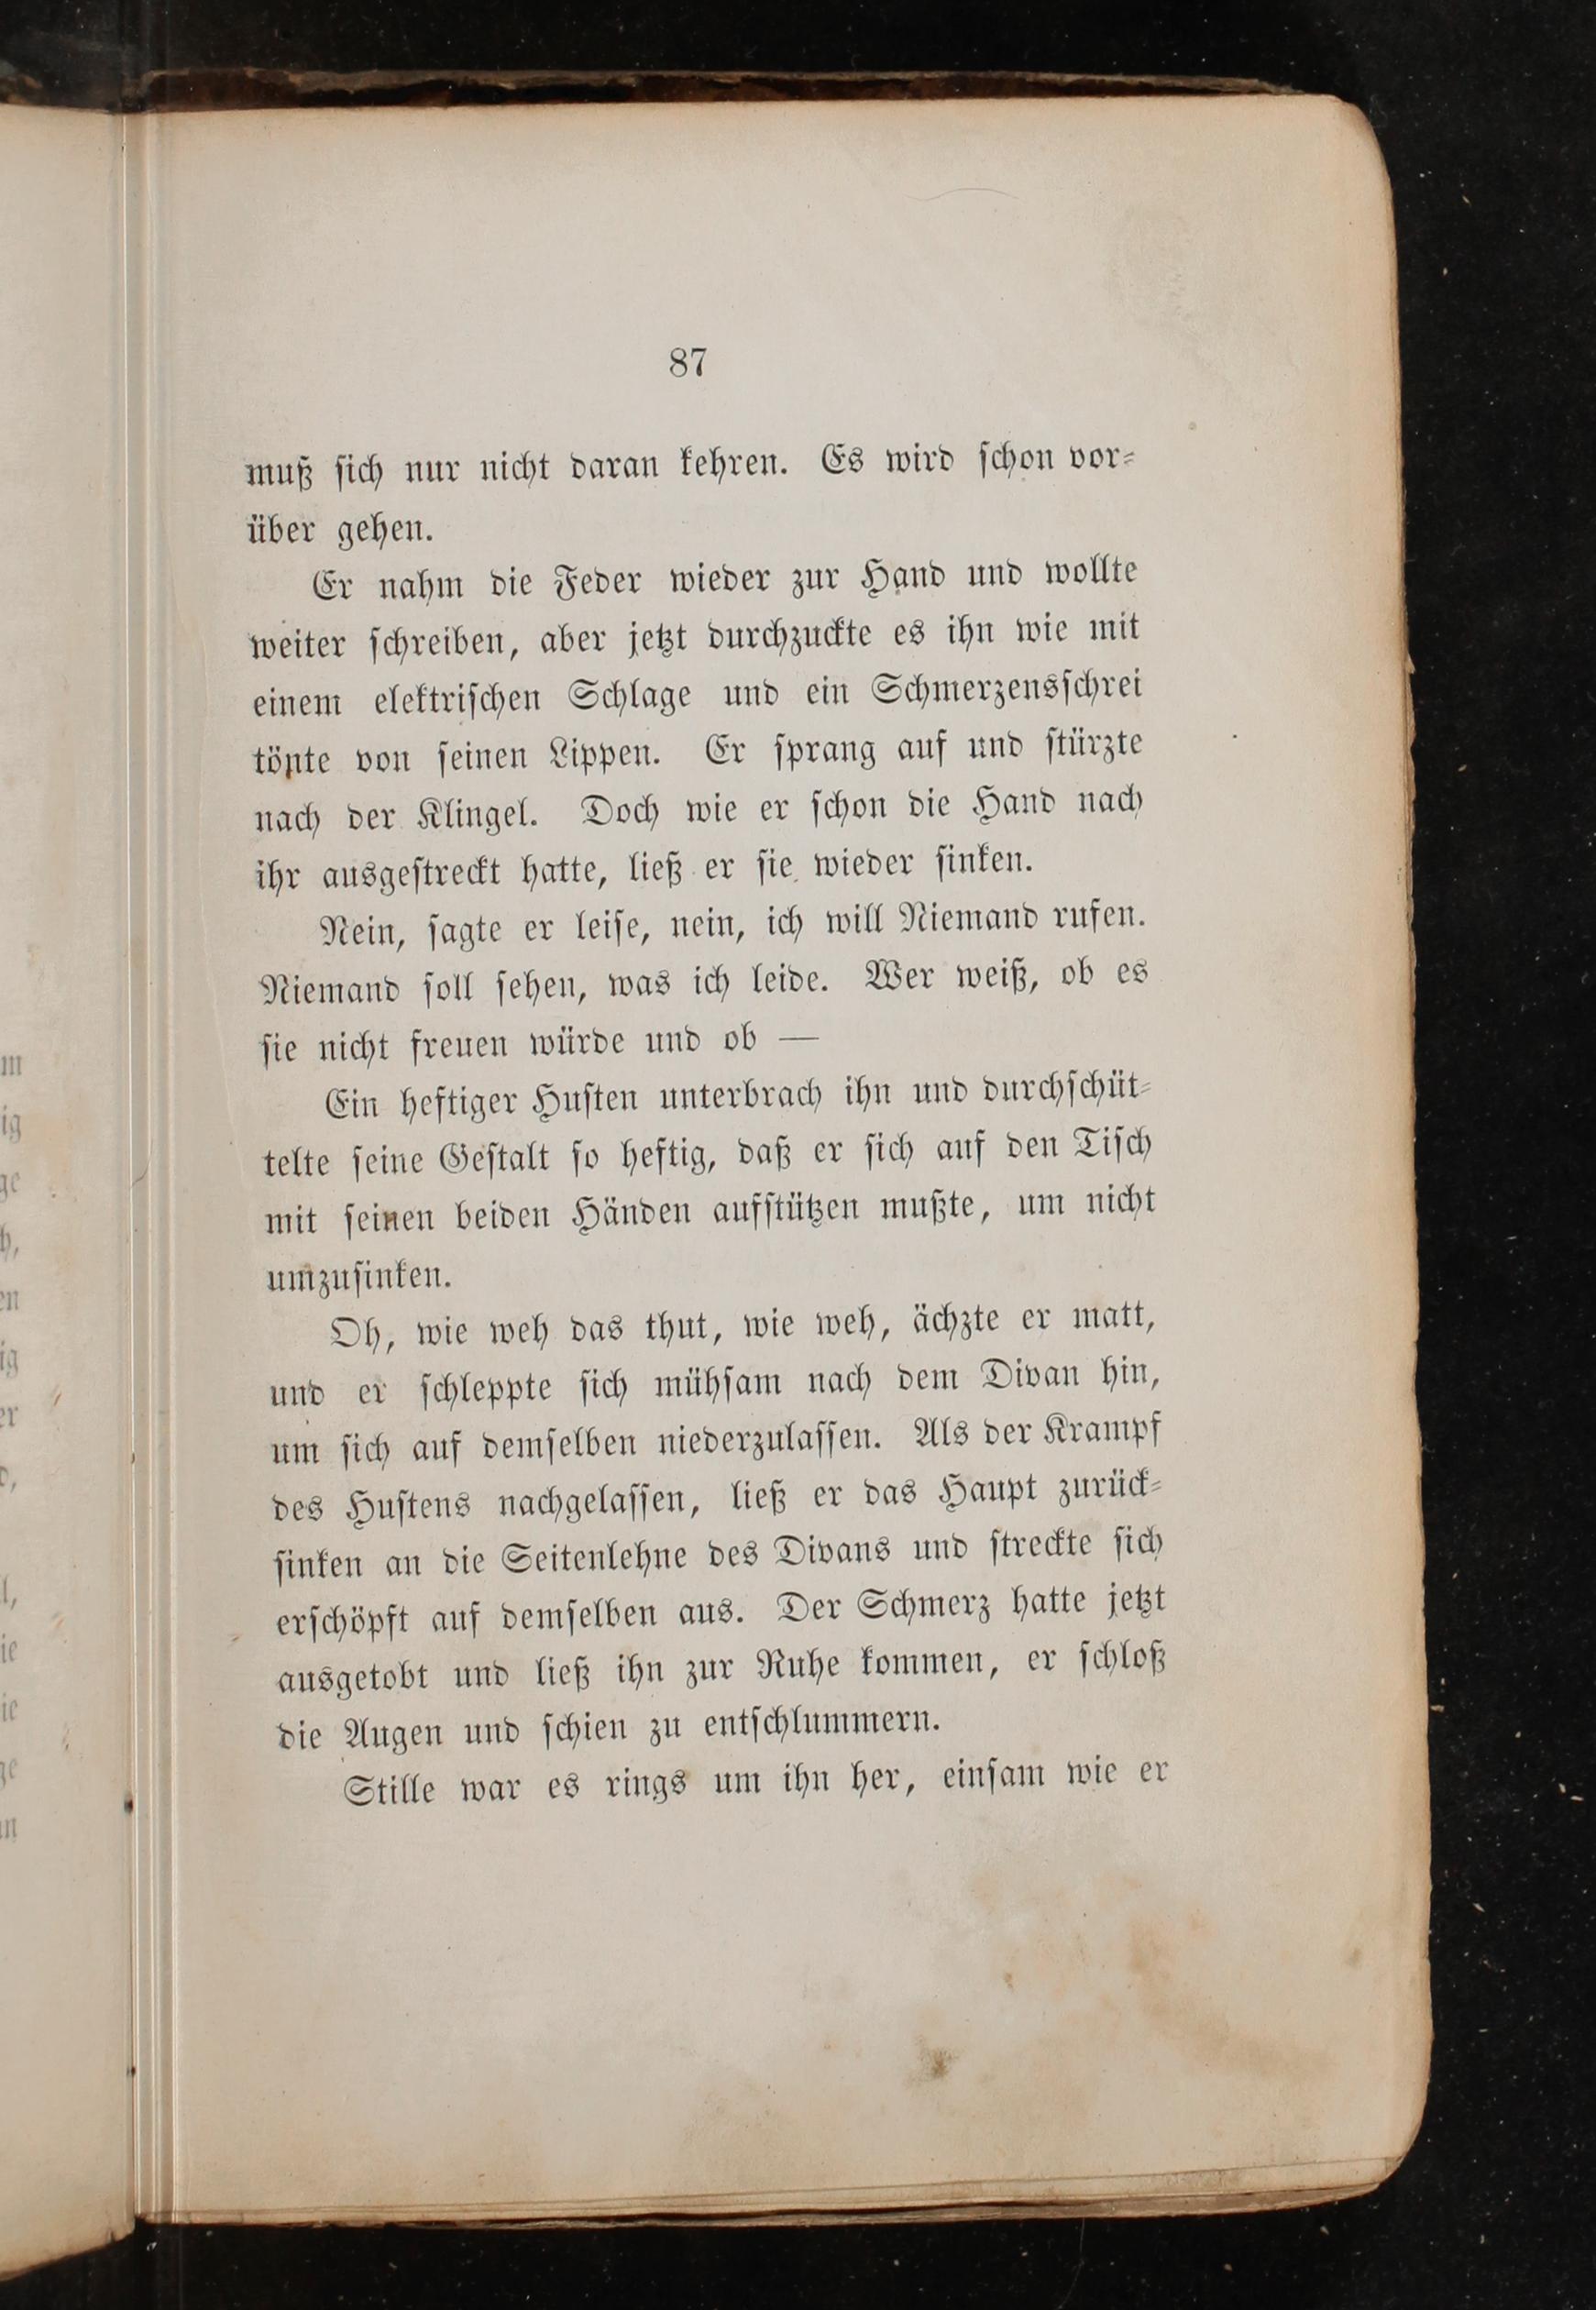 87
muß ſich nur nicht daran kehren. Es wird ſchon vor⸗
über gehen.
Er nahm die Feder wieder zur Hand und wollte
weiter ſchreiben, aber jetzt durchzuckte es ihn wie mit
einem elektriſchen Schlage und ein Schmerzensſchrei
tönte von ſeinen Lippen. Er ſprang auf und ſtürzte
nach der Klingel. Doch wie er ſchon die Hand nach
ihr ausgeſtreckt hatte, ließ er ſie wieder ſinken.
Nein, ſagte er leiſe, nein, ich will Niemand rufen.
Niemand ſoll ſehen, was ich leide. Wer weiß, ob es
ſie nicht freuen würde und ob —
Ein heftiger Huſten unterbrach ihn und durchſchüt⸗
telte ſeine Geſtalt ſo heftig, daß er ſich auf den Tiſch
mit ſeinen beiden Händen aufſtützen mußte, um nicht
umzuſinken.
Oh, wie weh das thut, wie weh, ächzte er matt,
und er ſchleppte ſich mühſam nach dem Divan hin,
um ſich auf demſelben niederzulaſſen. Als der Krampf
des Huſtens nachgelaſſen, ließ er das Haupt zurück⸗
ſinken an die Seitenlehne des Divans und ſtreckte ſich
erſchöpft auf demſelben aus. Der Schmerz hatte jetzt
ausgetobt und ließ ihn zur Ruhe kommen, er ſchloß
die Augen und ſchien zu entſchlummern.
Stille war es rings um ihn her, einſam wie er